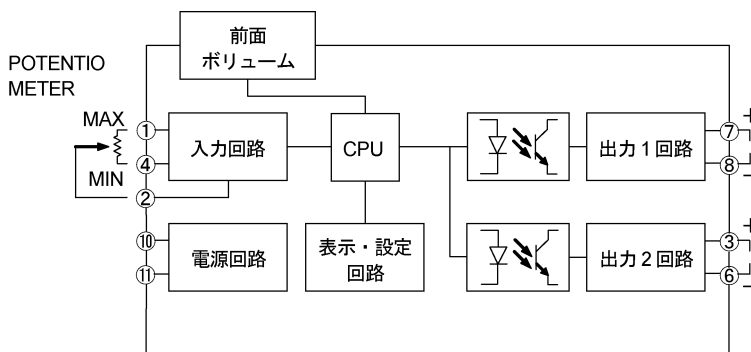 前面
ボリューム
POTENTIO
METER
MAX
①
入力回路
CPU
出力1回路
⑦
+
④
⑧
−
MIN
②
⑩
電源回路
表示・設定
回路
出力2回路
③
+
⑪
⑥
−